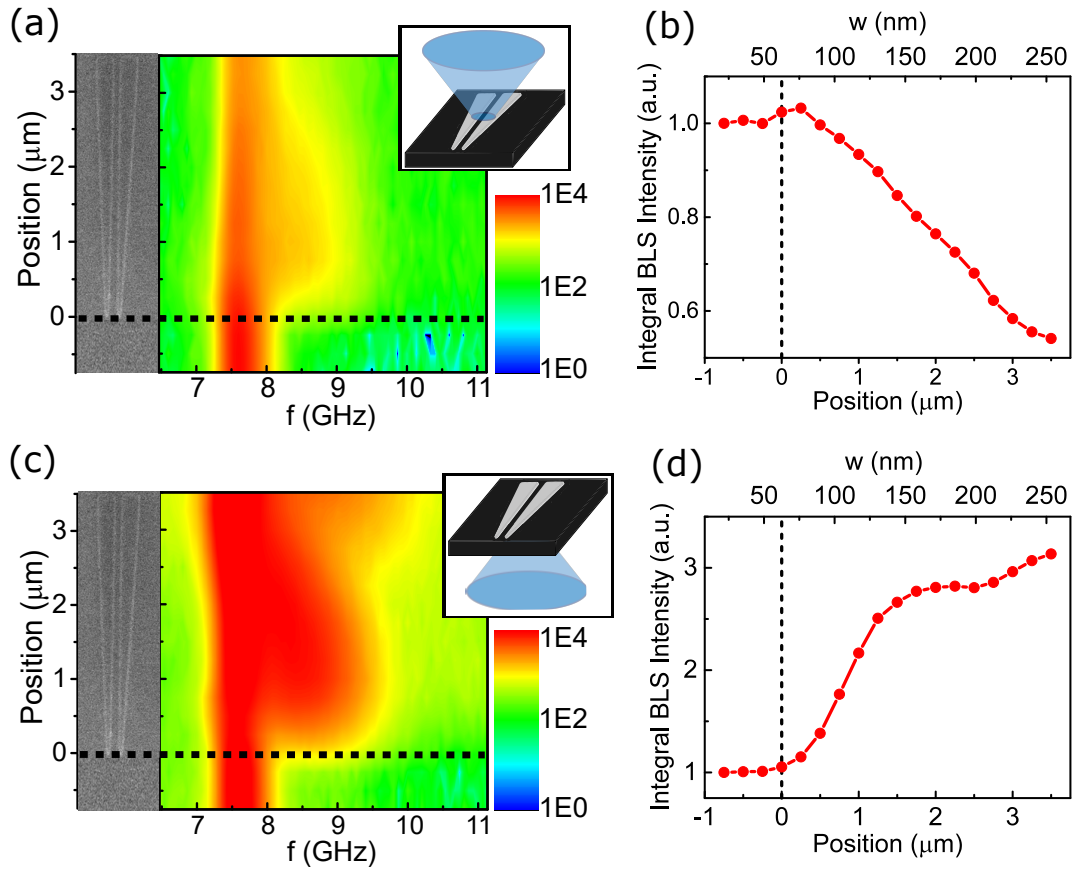 (a)
Position (μm)
3
2
1
0
7 8 9 10 11
f (GHz)
1E4
1E2
1E0
(b)
w (nm)
50 100 150 200 250
Integral BLS Intensity (a.u.)
1.0
0.8
0.6
-1 0 1 2 3
Position (μm)
(c)
Position (μm)
3
2
1
0
7 8 9 10 11
f (GHz)
1E4
1E2
1E0
(d)
w (nm)
50 100 150 200 250
Integral BLS Intensity (a.u.)
3
2
1
-1 0 1 2 3
Position (μm)